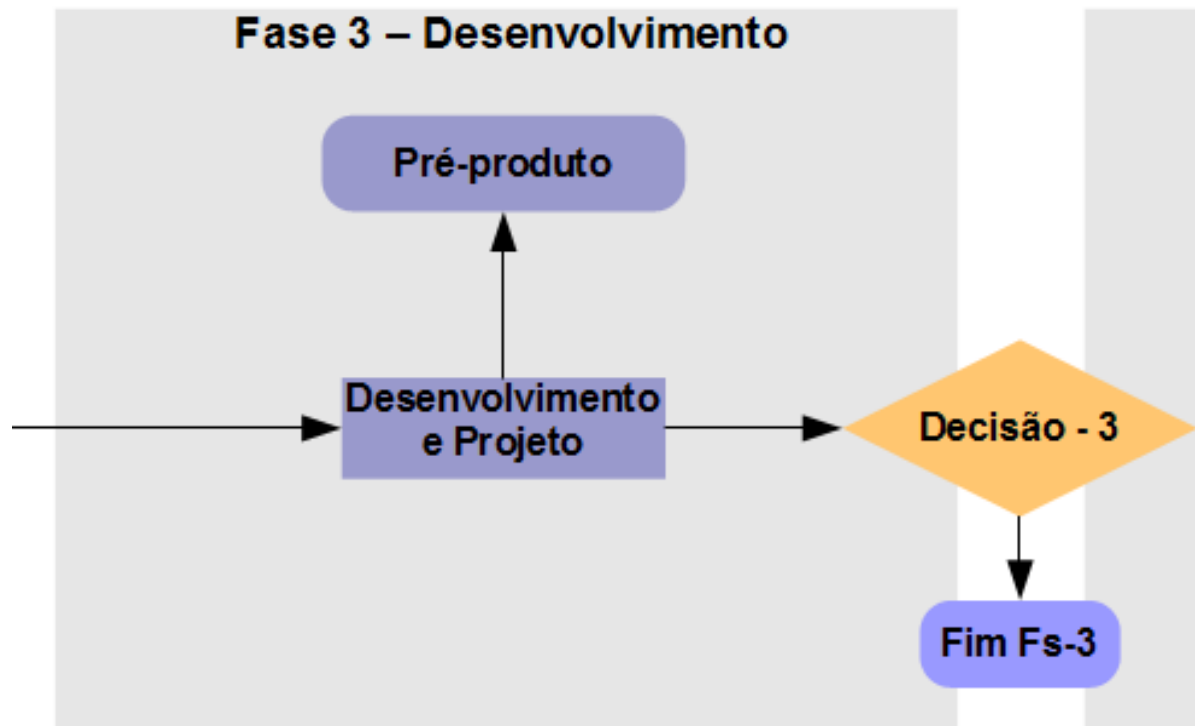 Fase 3 – Desenvolvimento
Pré-produto
Desenvolvimento
e Projeto
Decisão - 3
Fim Fs-3